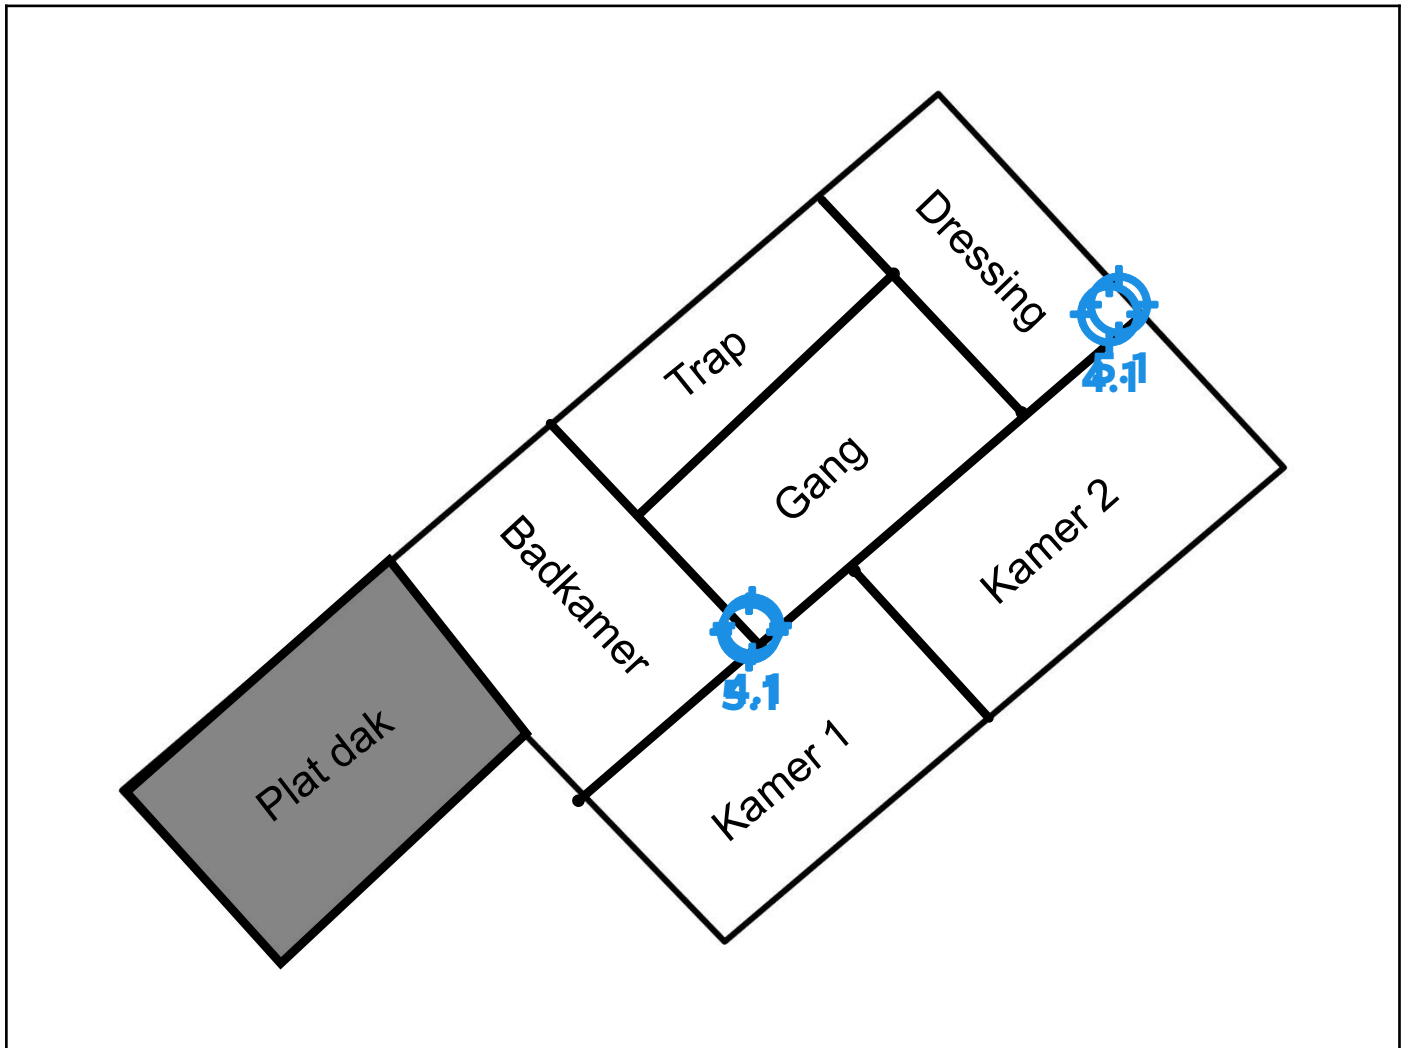 Dressing
Trap
Gang
Kamer 2
Badkamer
Kamer 1
Plat dak